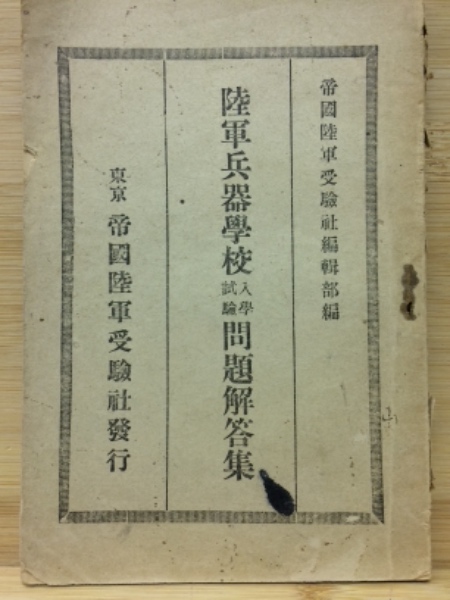 帝國陸軍受驗社編輯部編
陸軍兵器學校入學試驗問題解答集
東京 帝國陸軍受驗社發行